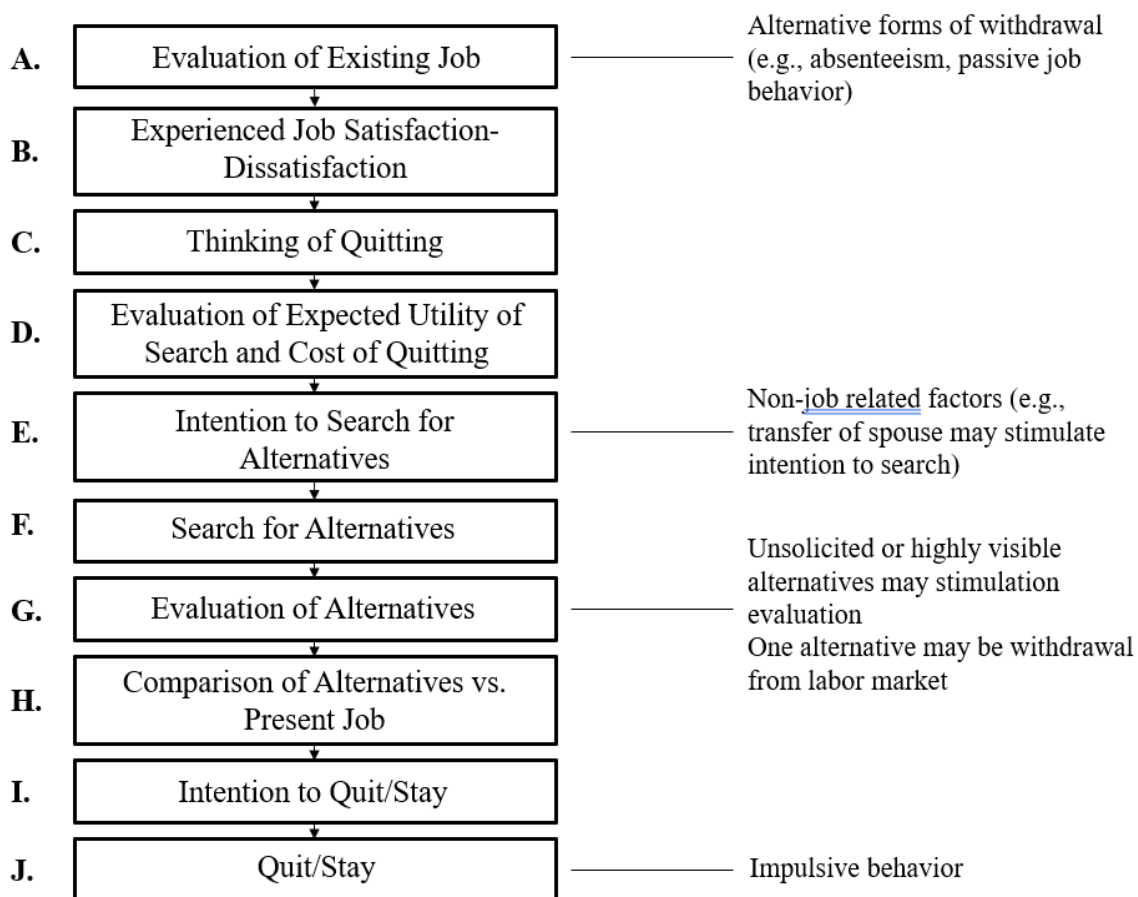 A.
Evaluation of Existing Job
Alternative forms of withdrawal
(e.g., absenteeism, passive job
behavior)
B.
Experienced Job Satisfaction-
Dissatisfaction
C.
Thinking of Quitting
D.
Evaluation of Expected Utility of
Search and Cost of Quitting
E.
Intention to Search for
Alternatives
Non-job related factors (e.g.,
transfer of spouse may stimulate
intention to search)
F.
Search for Alternatives
G.
Evaluation of Alternatives
Unsolicited or highly visible
alternatives may stimulation
evaluation
One alternative may be withdrawal
from labor market
H.
Comparison of Alternatives vs.
Present Job
I.
Intention to Quit/Stay
J.
Quit/Stay
Impulsive behavior